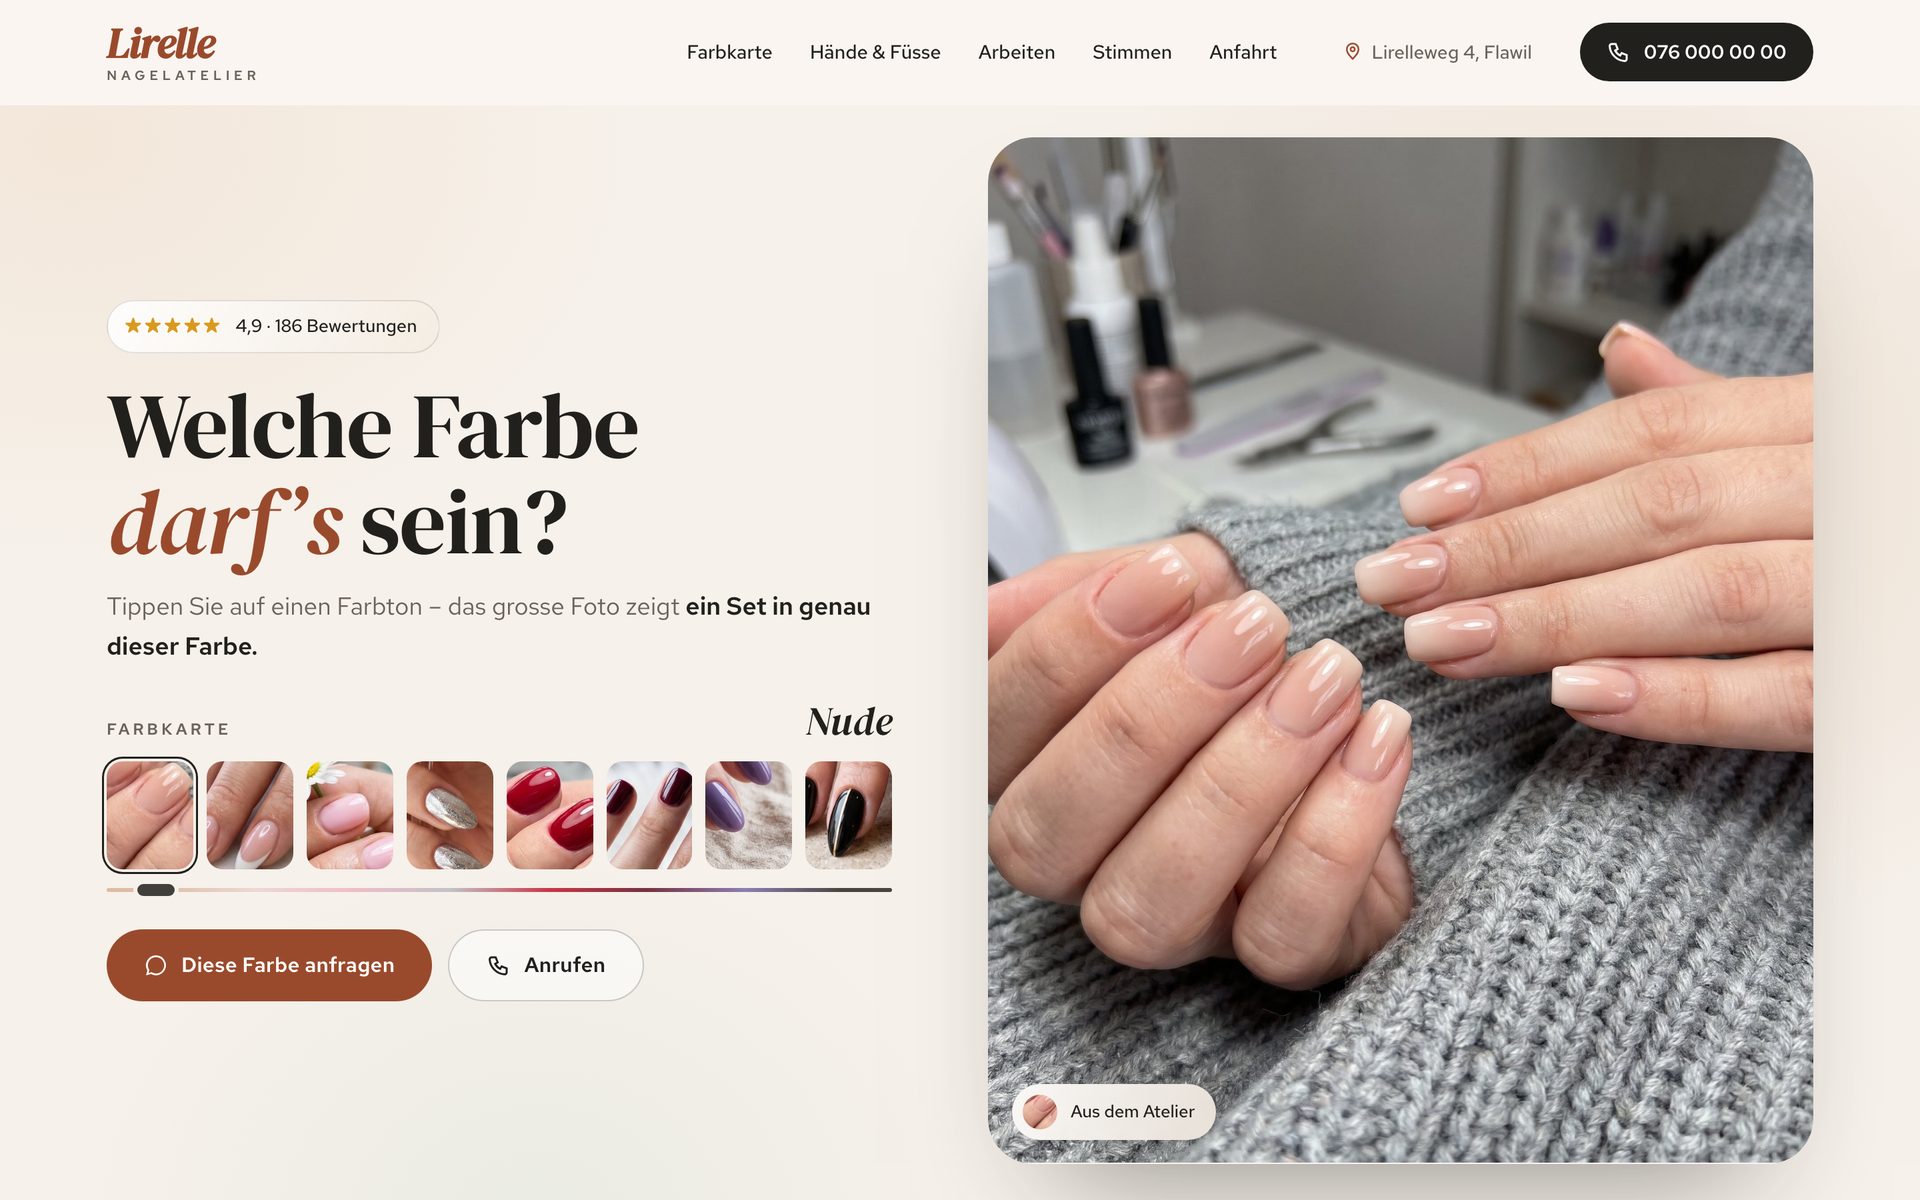 Lirelle
NAGELATELIER
Farbkarte
Hände & Füsse
Arbeiten
Stimmen
Anfahrt
Lirelleweg 4, Flawil
076 000 00 00
4,9 · 186 Bewertungen
Welche Farbe
darf’s sein?
Tippen Sie auf einen Farbton – das grosse Foto zeigt ein Set in genau
dieser Farbe.
FARBKARTE
Nude
Diese Farbe anfragen
Anrufen
Aus dem Atelier